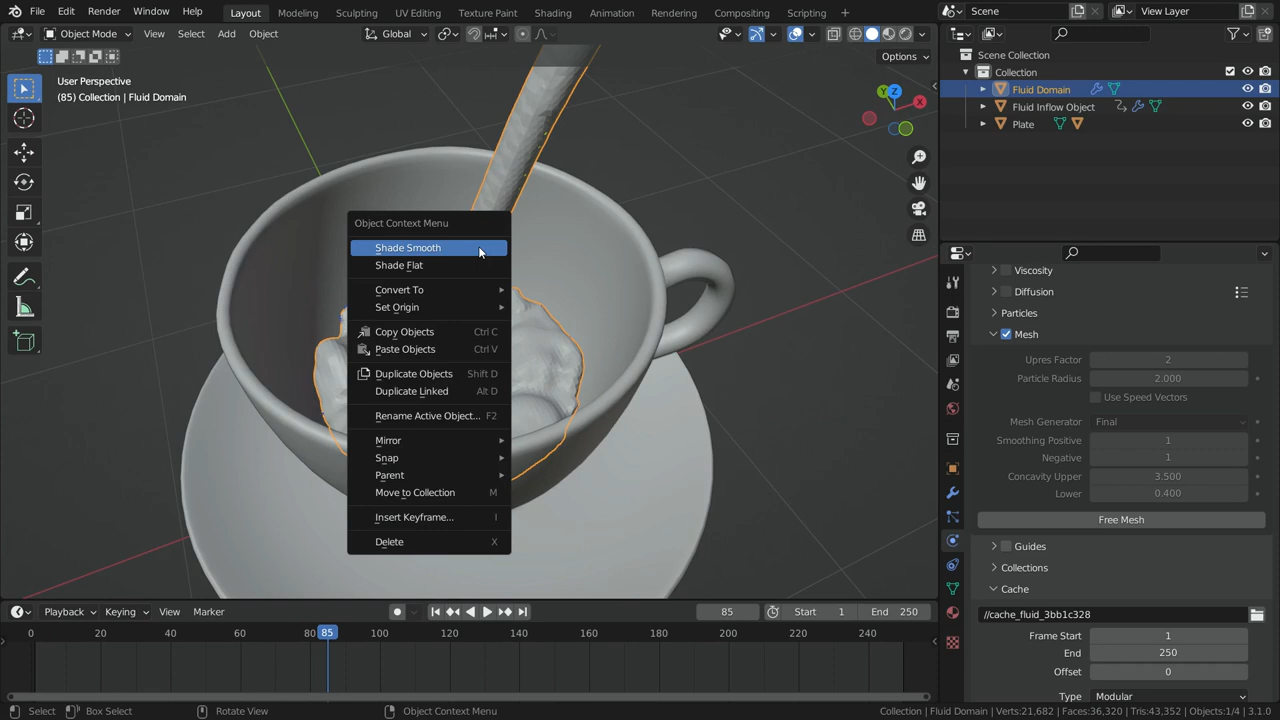 File Edit Render Window Help Layout Modeling Sculpting UV Editing Texture Paint Shading Animation Rendering Compositing Scripting + Scene View Layer
Object Mode View Select Add Object Global
Options
User Perspective
(85) Collection | Fluid Domain
Y Z X
Scene Collection
Collection
Fluid Domain
Fluid Inflow Object
Plate
Object Context Menu
Shade Smooth
Shade Flat
Convert To
Set Origin
Copy Objects Ctrl C
Paste Objects Ctrl V
Duplicate Objects Shift D
Duplicate Linked Alt D
Rename Active Object... F2
Mirror
Snap
Parent
Move to Collection M
Insert Keyframe... I
Delete X
Viscosity
Diffusion
Particles
Mesh
Upres Factor 2
Particle Radius 2.000
Use Speed Vectors
Mesh Generator Final
Smoothing Positive 1
Negative 1
Concavity Upper 3.500
Lower 0.400
Free Mesh
Guides
Collections
Cache
//cache_fluid_3bb1c328
Frame Start 1
End 250
Offset 0
Type Modular
Playback Keying View Marker 85 Start 1 End 250
0 20 40 60 80 85 100 120 140 160 180 200 220 240
Select Box Select Rotate View Object Context Menu Collection | Fluid Domain | Verts:21,682 | Faces:36,320 | Tris:43,352 | Objects:1/4 | 3.1.0